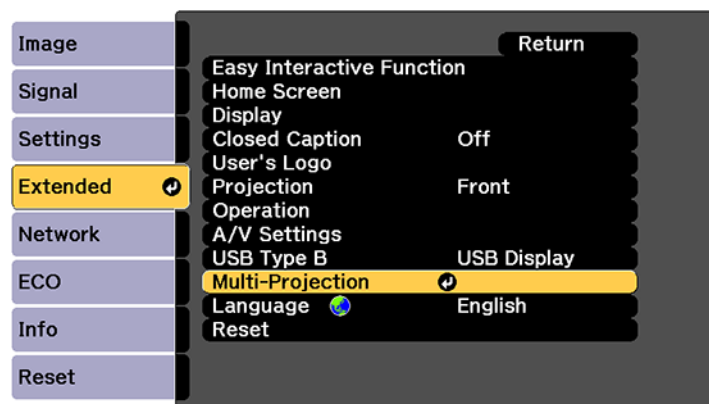 Image
Signal
Settings
Extended
Network
ECO
Info
Reset
Return
Easy Interactive Function
Home Screen
Display
Closed Caption Off
User's Logo
Projection Front
Operation
A/V Settings
USB Type B USB Display
Multi-Projection
Language English
Reset